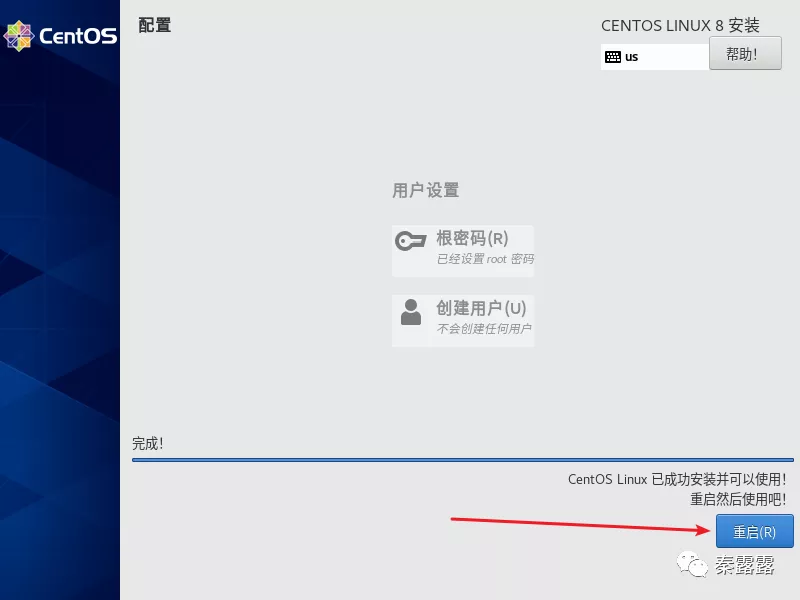 CentOS
配置
CENTOS LINUX 8 安装
us
帮助!
用户设置
根密码(R)
已经设置 root 密码
创建用户(U)
不会创建任何用户
完成!
CentOS Linux 已成功安装并可以使用!
重启然后使用吧!
重启(R)
秦露露